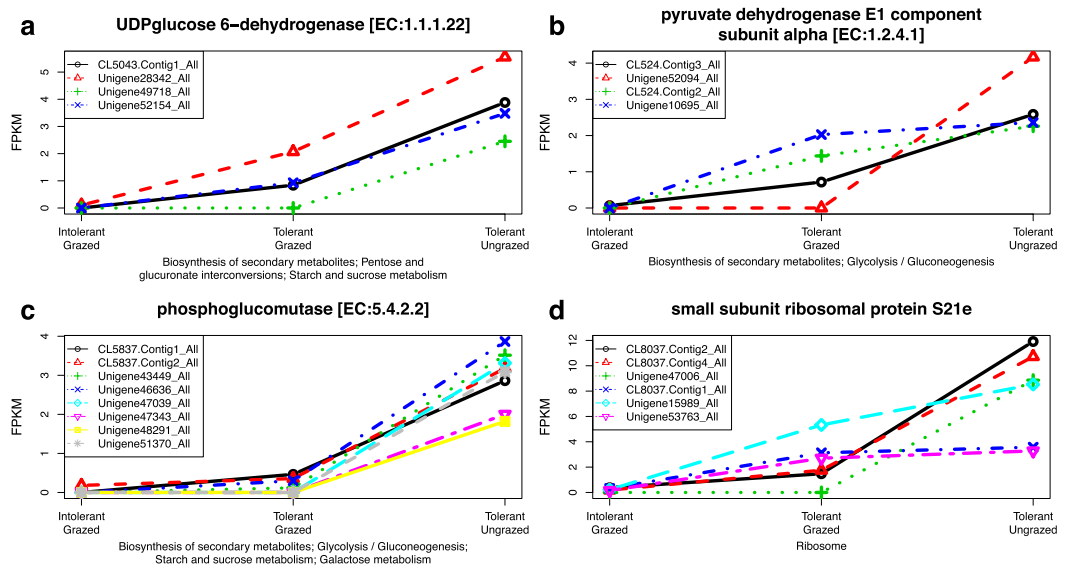 a
UDPglucose 6−dehydrogenase [EC:1.1.1.22]
CL5043.Contig1_All
Unigene28342_All
Unigene49718_All
Unigene52154_All
FPKM
5
4
3
2
1
0
Intolerant
Grazed
Tolerant
Grazed
Tolerant
Ungrazed
Biosynthesis of secondary metabolites; Pentose and
glucuronate interconversions; Starch and sucrose metabolism
b
pyruvate dehydrogenase E1 component
subunit alpha [EC:1.2.4.1]
CL524.Contig3_All
Unigene52094_All
CL524.Contig2_All
Unigene10695_All
FPKM
4
3
2
1
0
Intolerant
Grazed
Tolerant
Grazed
Tolerant
Ungrazed
Biosynthesis of secondary metabolites; Glycolysis / Gluconeogenesis
c
phosphoglucomutase [EC:5.4.2.2]
CL5837.Contig1_All
CL5837.Contig2_All
Unigene43449_All
Unigene46636_All
Unigene47039_All
Unigene47343_All
Unigene48291_All
Unigene51370_All
FPKM
4
3
2
1
0
Intolerant
Grazed
Tolerant
Grazed
Tolerant
Ungrazed
Biosynthesis of secondary metabolites; Glycolysis / Gluconeogenesis;
Starch and sucrose metabolism; Galactose metabolism
d
small subunit ribosomal protein S21e
CL8037.Contig2_All
CL8037.Contig4_All
Unigene47006_All
CL8037.Contig1_All
Unigene15989_All
Unigene53763_All
FPKM
12
10
8
6
4
2
0
Intolerant
Grazed
Tolerant
Grazed
Tolerant
Ungrazed
Ribosome